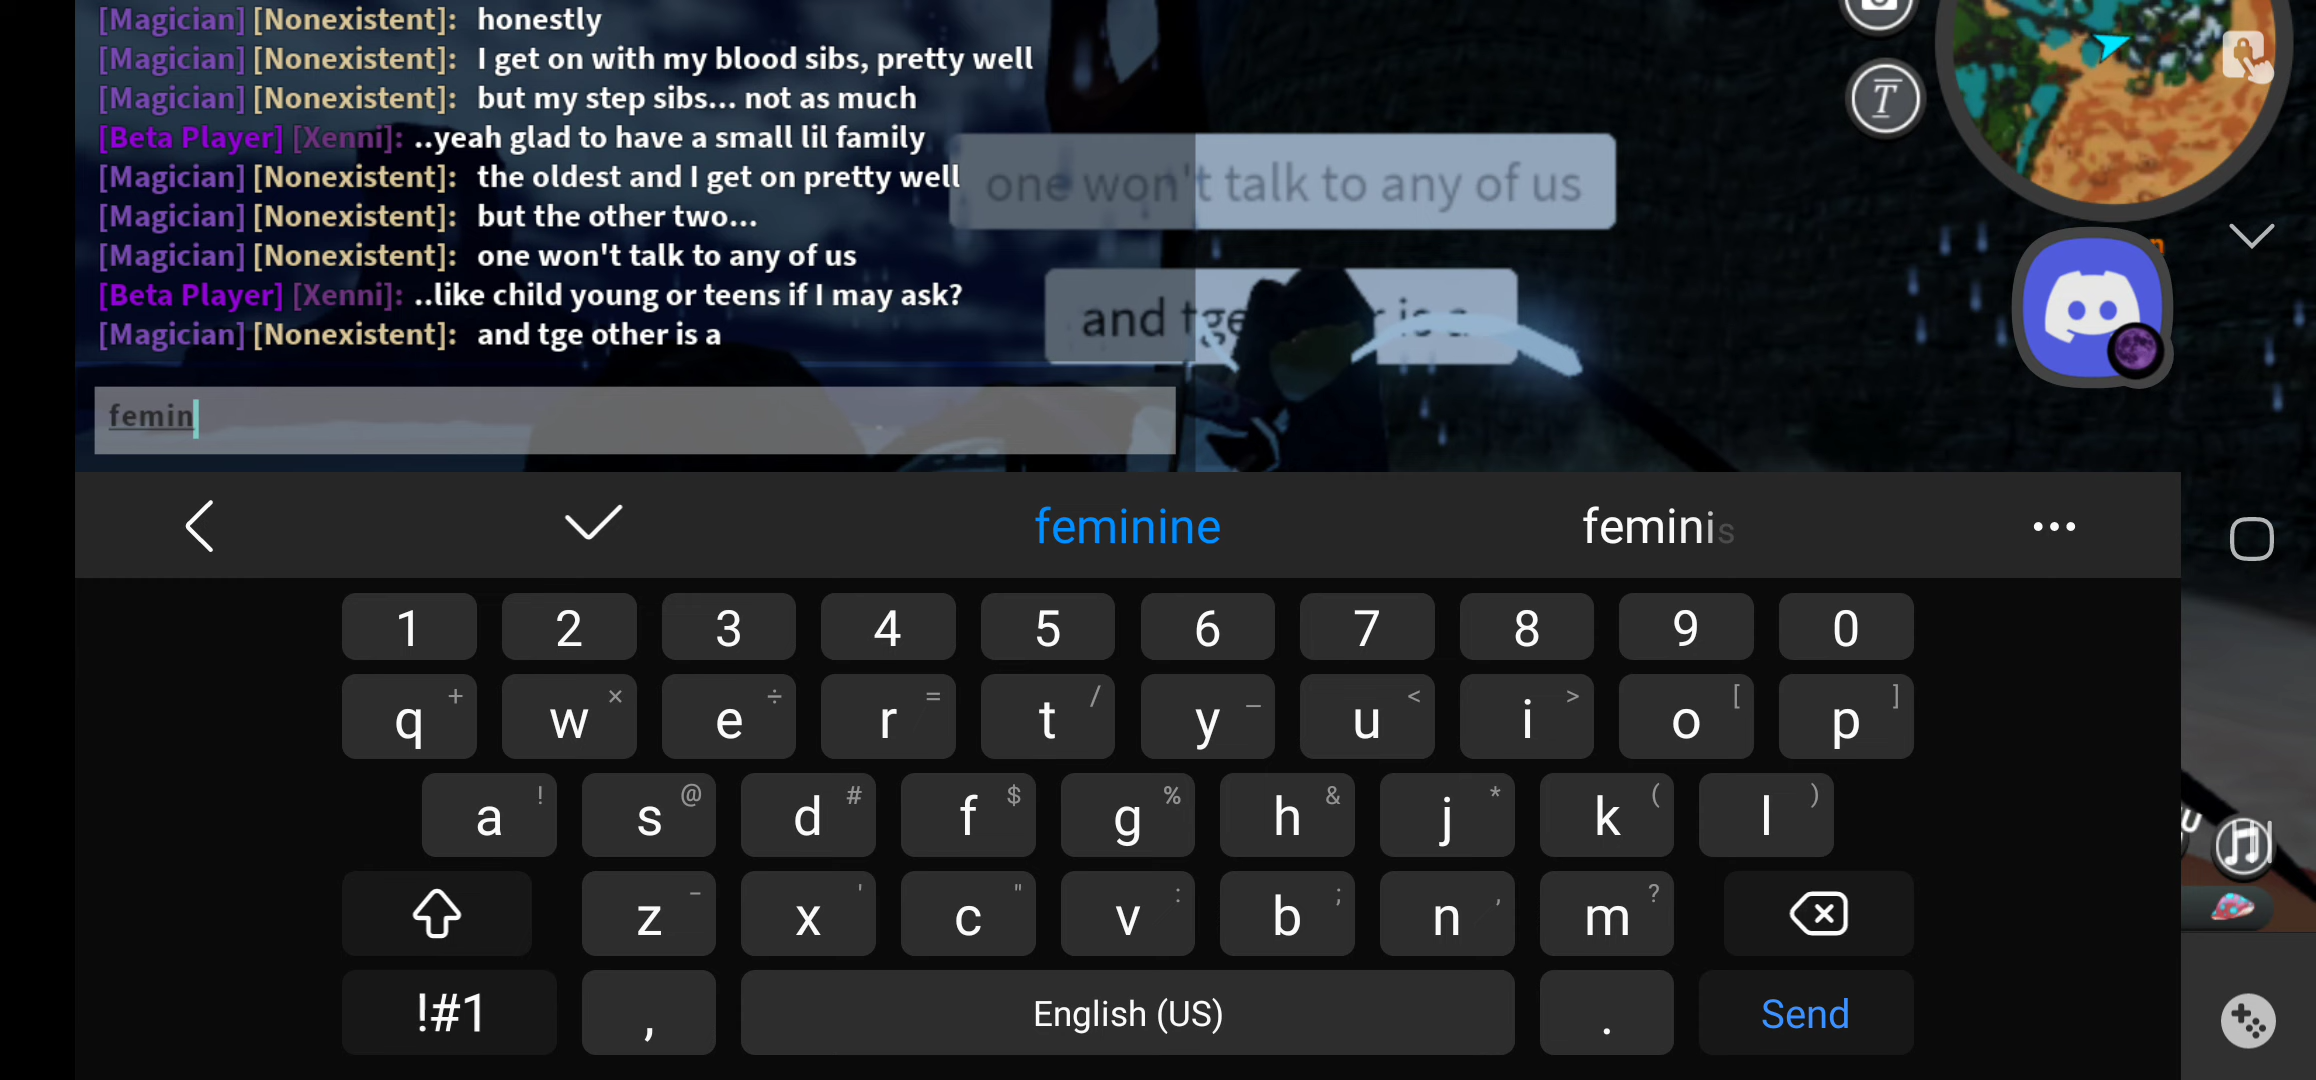 [Magician] [Nonexistent]: honestly
[Magician] [Nonexistent]: I get on with my blood sibs, pretty well
[Magician] [Nonexistent]: but my step sibs... not as much
[Beta Player] [Xenni]: ..yeah glad to have a small lil family
[Magician] [Nonexistent]: the oldest and I get on pretty well
[Magician] [Nonexistent]: but the other two...
[Magician] [Nonexistent]: one won't talk to any of us
[Beta Player] [Xenni]: ..like child young or teens if I may ask?
[Magician] [Nonexistent]: and tge other is a
one won't talk to any of us
and tge r is a
T
femin
feminine
feminis
1 2 3 4 5 6 7 8 9 0
q + w × e ÷ r = t / y _ u < i > o [ p ]
a ! s @ d # f $ g % h & j * k ( l )
z - x ' c " v : b ; n , m ?
!#1 , English (US) . Send